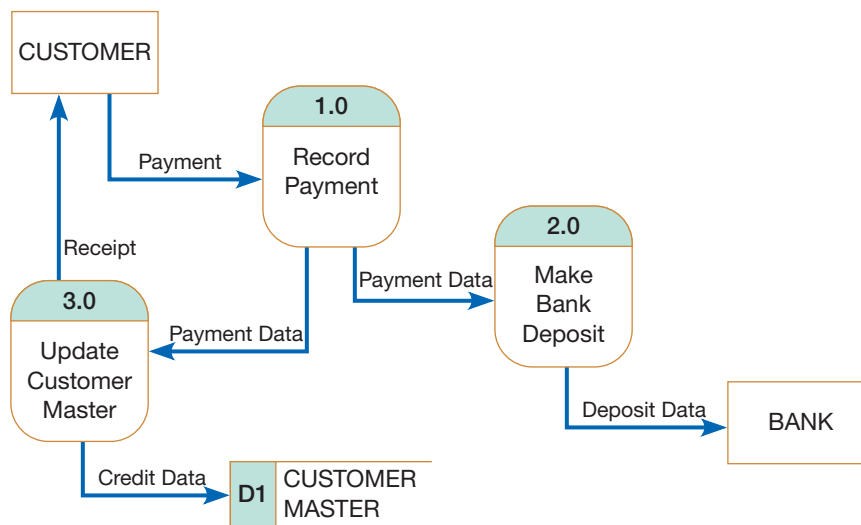 CUSTOMER
1.0
Record
Payment
Payment
2.0
Make
Bank
Deposit
Receipt
Payment Data
3.0
Update
Customer
Master
Payment Data
Deposit Data
BANK
Credit Data
D1
CUSTOMER
MASTER